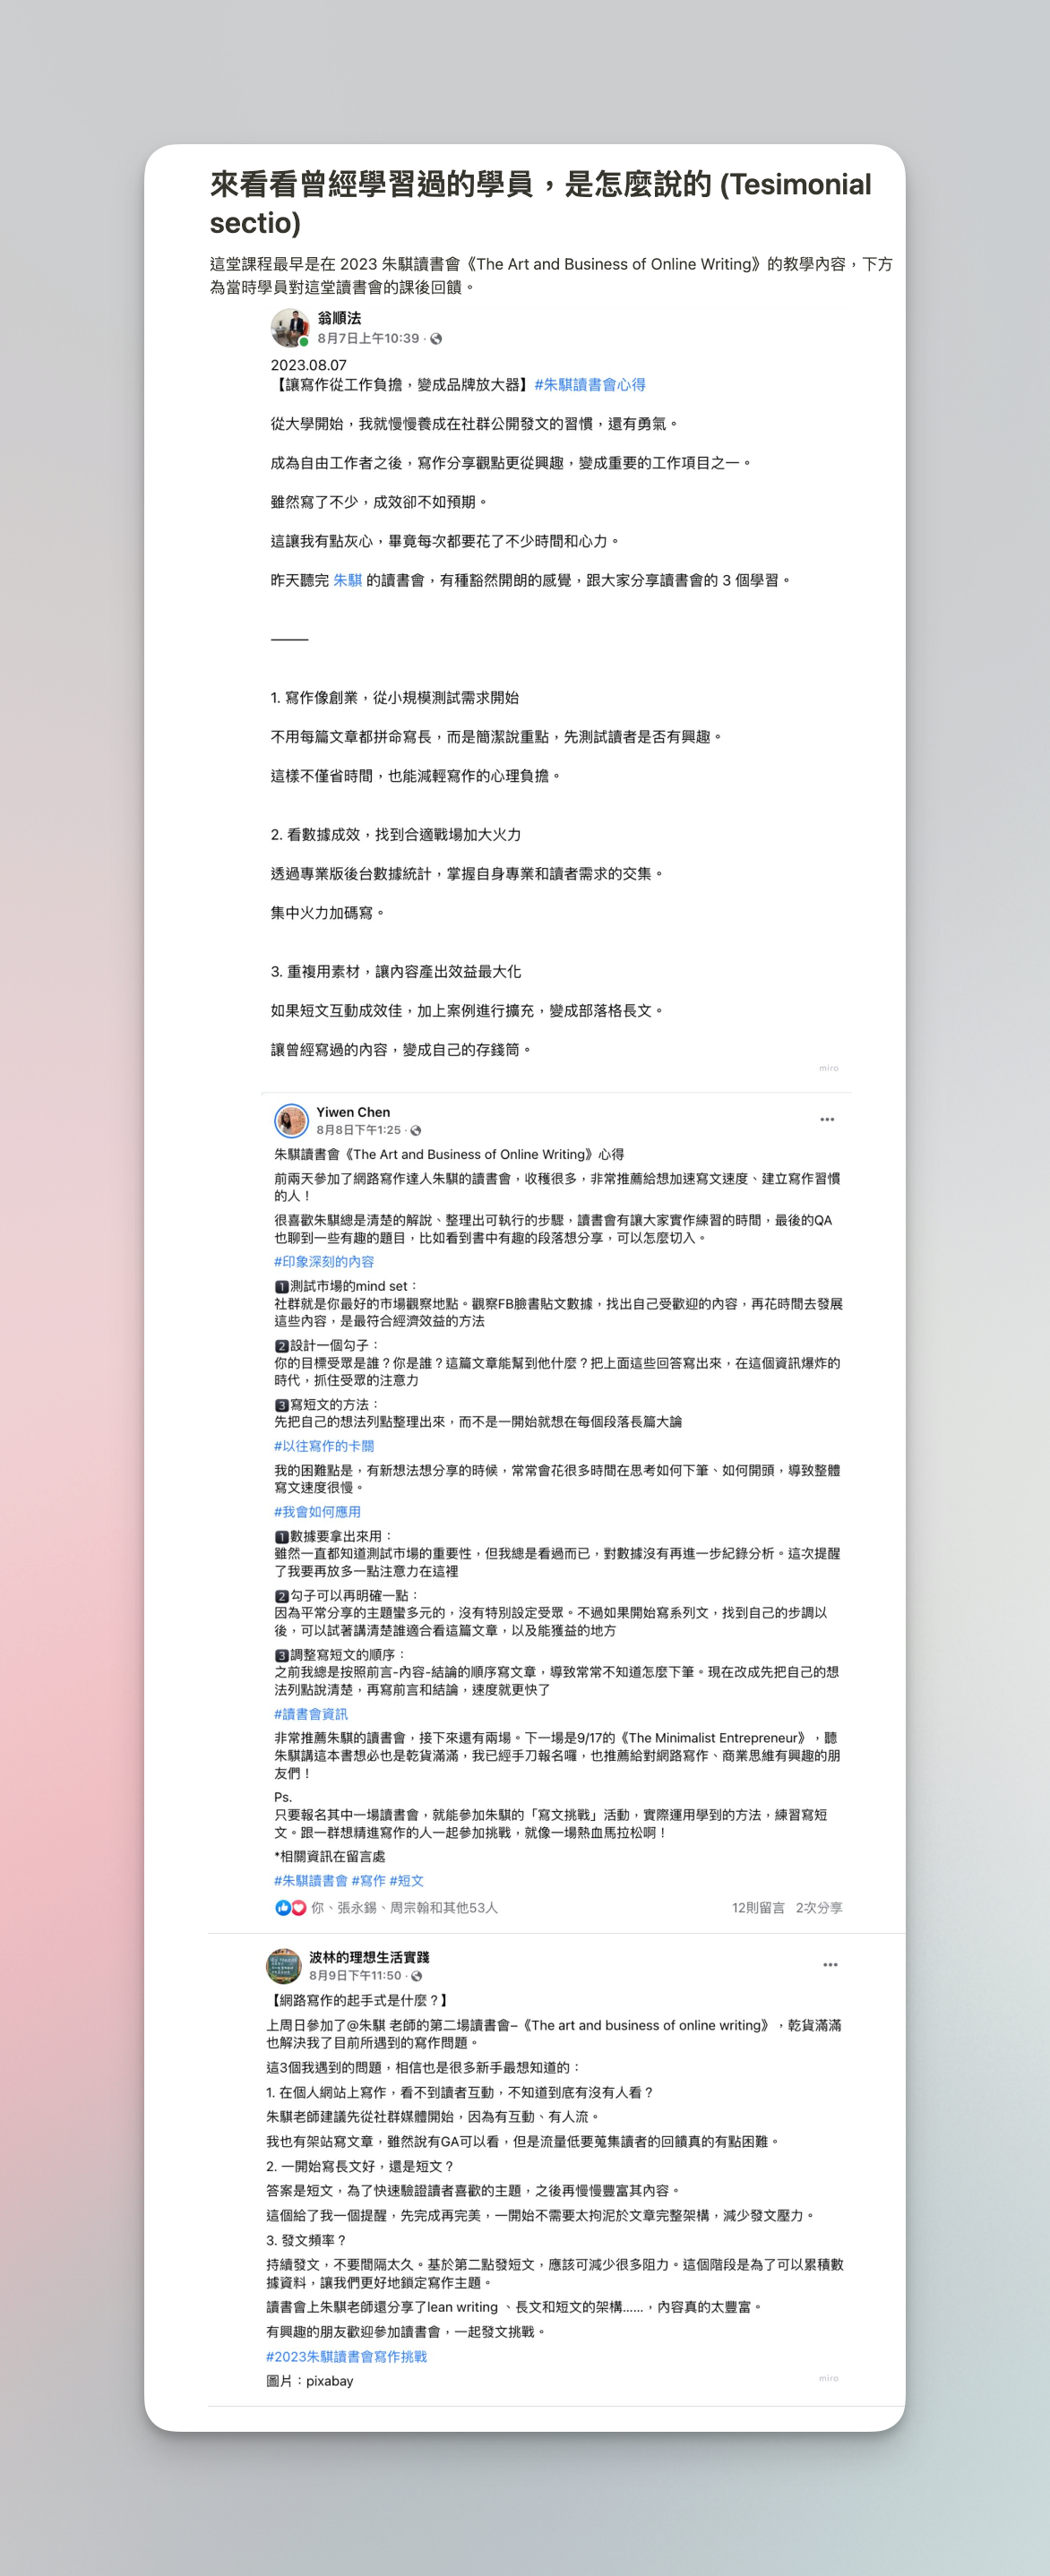 來看看曾經學習過的學員，是怎麼說的 (Tesimonial
sectio)
這堂課程最早是在 2023 朱騏讀書會《The Art and Business of Online Writing》的教學內容，下方
為當時學員對這堂讀書會的課後回饋。
翁順法
8月7日上午10:39 ·
2023.08.07
【讓寫作從工作負擔，變成品牌放大器】#朱騏讀書會心得
從大學開始，我就慢慢養成在社群公開發文的習慣，還有勇氣。
成為自由工作者之後，寫作分享觀點更從興趣，變成重要的工作項目之一。
雖然寫了不少，成效卻不如預期。
這讓我有點灰心，畢竟每次都要花了不少時間和心力。
昨天聽完 朱騏 的讀書會，有種豁然開朗的感覺，跟大家分享讀書會的 3 個學習。
——
1. 寫作像創業，從小規模測試需求開始
不用每篇文章都拼命寫長，而是簡潔說重點，先測試讀者是否有興趣。
這樣不僅省時間，也能減輕寫作的心理負擔。
2. 看數據成效，找到合適戰場加大火力
透過專業版後台數據統計，掌握自身專業和讀者需求的交集。
集中火力加碼寫。
3. 重複用素材，讓內容產出效益最大化
如果短文互動成效佳，加上案例進行擴充，變成部落格長文。
讓曾經寫過的內容，變成自己的存錢筒。
miro
Yiwen Chen
8月8日下午1:25 ·
朱騏讀書會《The Art and Business of Online Writing》心得
前兩天參加了網路寫作達人朱騏的讀書會，收穫很多，非常推薦給想加速寫文速度、建立寫作習慣
的人！
很喜歡朱騏總是清楚的解說、整理出可執行的步驟，讀書會有讓大家實作練習的時間，最後的QA
也聊到一些有趣的題目，比如看到書中有趣的段落想分享，可以怎麼切入。
#印象深刻的內容
1測試市場的mind set：
社群就是你最好的市場觀察地點。觀察FB臉書貼文數據，找出自己受歡迎的內容，再花時間去發展
這些內容，是最符合經濟效益的方法
2設計一個勾子：
你的目標受眾是誰？你是誰？這篇文章能幫到他什麼？把上面這些回答寫出來，在這個資訊爆炸的
時代，抓住受眾的注意力
3寫短文的方法：
先把自己的想法列點整理出來，而不是一開始就想在每個段落長篇大論
#以往寫作的卡關
我的困難點是，有新想法想分享的時候，常常會花很多時間在思考如何下筆、如何開頭，導致整體
寫文速度很慢。
#我會如何應用
1數據要拿出來用：
雖然一直都知道測試市場的重要性，但我總是看過而已，對數據沒有再進一步紀錄分析。這次提醒
了我要再放多一點注意力在這裡
2勾子可以再明確一點：
因為平常分享的主題蠻多元的，沒有特別設定受眾。不過如果開始寫系列文，找到自己的步調以
後，可以試著講清楚誰適合看這篇文章，以及能獲益的地方
3調整寫短文的順序：
之前我總是按照前言-內容-結論的順序寫文章，導致常常不知道怎麼下筆。現在改成先把自己的想
法列點說清楚，再寫前言和結論，速度就更快了
#讀書會資訊
非常推薦朱騏的讀書會，接下來還有兩場。下一場是9/17的《The Minimalist Entrepreneur》，聽
朱騏講這本書想必也是乾貨滿滿，我已經手刀報名囉，也推薦給對網路寫作、商業思維有興趣的朋
友們！
Ps.
只要報名其中一場讀書會，就能參加朱騏的「寫文挑戰」活動，實際運用學到的方法，練習寫短
文。跟一群想精進寫作的人一起參加挑戰，就像一場熱血馬拉松啊！
*相關資訊在留言處
#朱騏讀書會 #寫作 #短文
你、張永錫、周宗翰和其他53人 12則留言 2次分享
波林的理想生活實踐
8月9日下午11:50 ·
【網路寫作的起手式是什麼？】
上周日參加了@朱騏 老師的第二場讀書會–《The art and business of online writing》，乾貨滿滿
也解決我了目前所遇到的寫作問題。
這3個我遇到的問題，相信也是很多新手最想知道的：
1. 在個人網站上寫作，看不到讀者互動，不知道到底有沒有人看？
朱騏老師建議先從社群媒體開始，因為有互動、有人流。
我也有架站寫文章，雖然說有GA可以看，但是流量低要蒐集讀者的回饋真的有點困難。
2. 一開始寫長文好，還是短文？
答案是短文，為了快速驗證讀者喜歡的主題，之後再慢慢豐富其內容。
這個給了我一個提醒，先完成再完美，一開始不需要太拘泥於文章完整架構，減少發文壓力。
3. 發文頻率？
持續發文，不要間隔太久。基於第二點發短文，應該可減少很多阻力。這個階段是為了可以累積數
據資料，讓我們更好地鎖定寫作主題。
讀書會上朱騏老師還分享了lean writing 、長文和短文的架構......，內容真的太豐富。
有興趣的朋友歡迎參加讀書會，一起發文挑戰。
#2023朱騏讀書會寫作挑戰
圖片：pixabay
miro